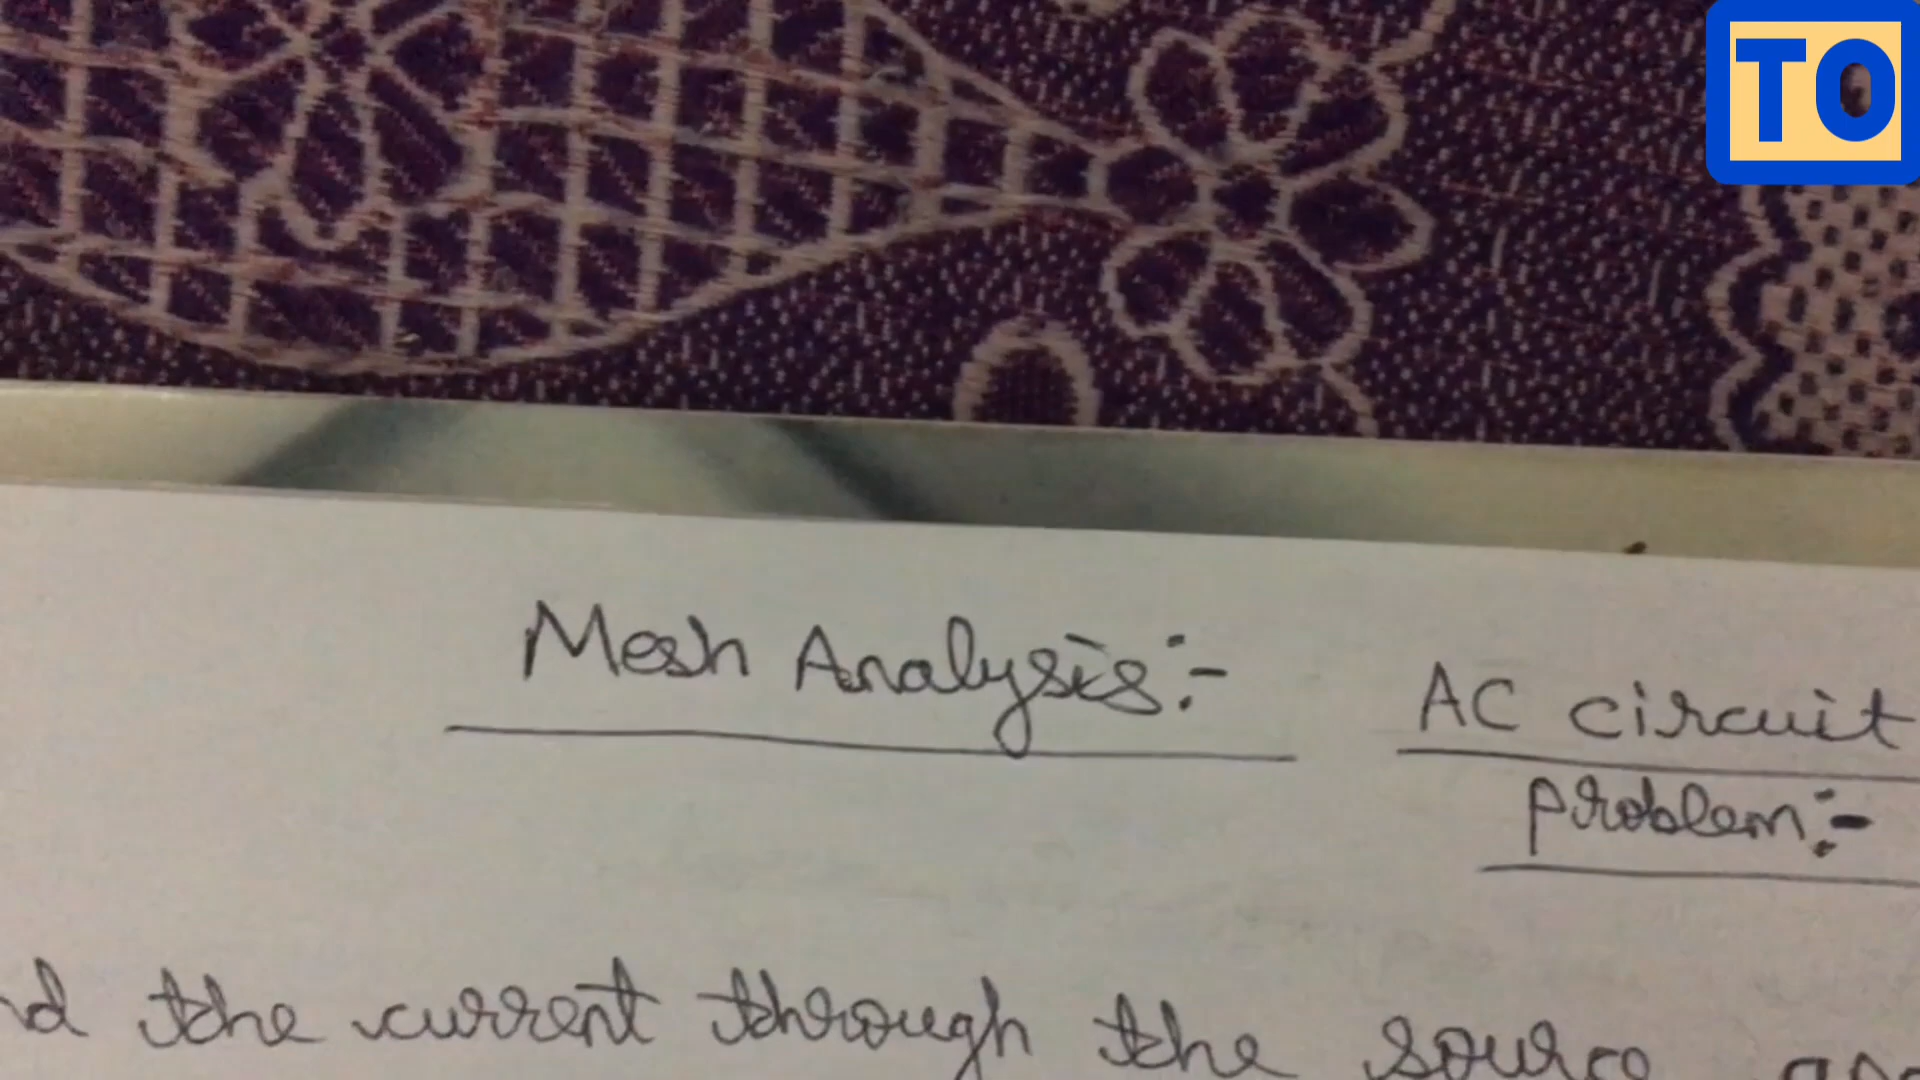 TO
Mesh Analysis:-
AC circuit
problem:-
the current through the source